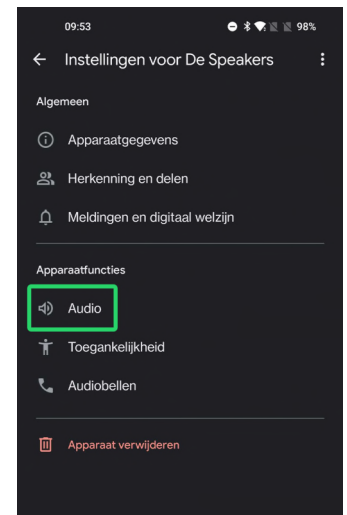 09:53
98%
Instellingen voor De Speakers
Algemeen
Apparaatgegevens
Herkenning en delen
Meldingen en digitaal welzijn
Apparaatfuncties
Audio
Toegankelijkheid
Audiobellen
Apparaat verwijderen